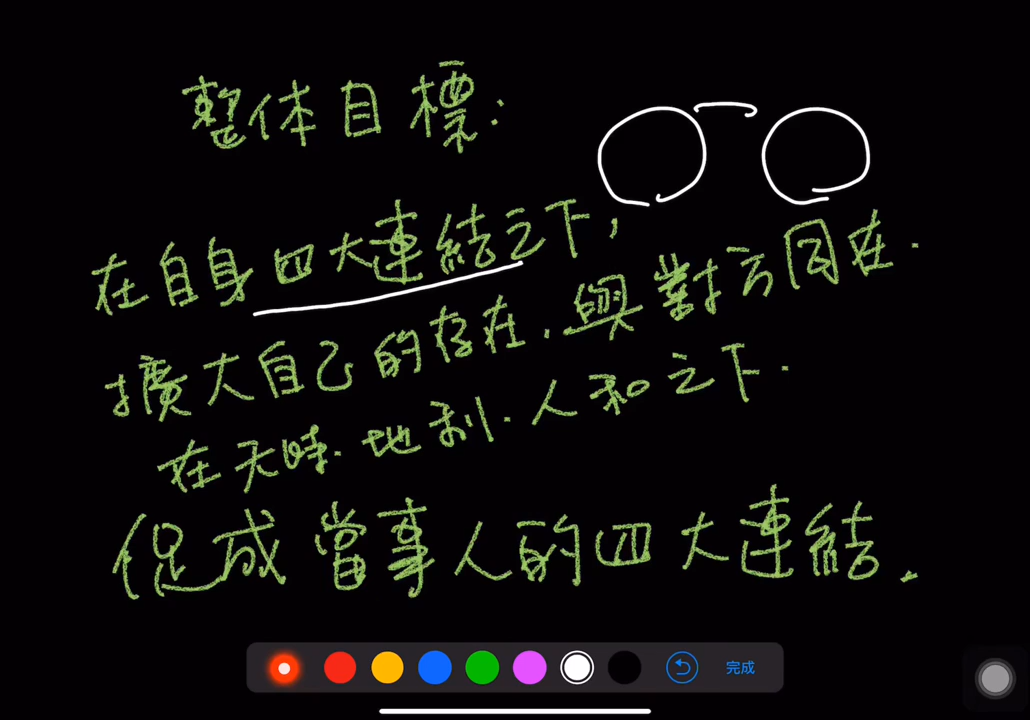 整体目標:
在自身四大連結之下,
擴大自己的存在.與對方同在.
在天時.地利.人和之下.
促成當事人的四大連結.
完成